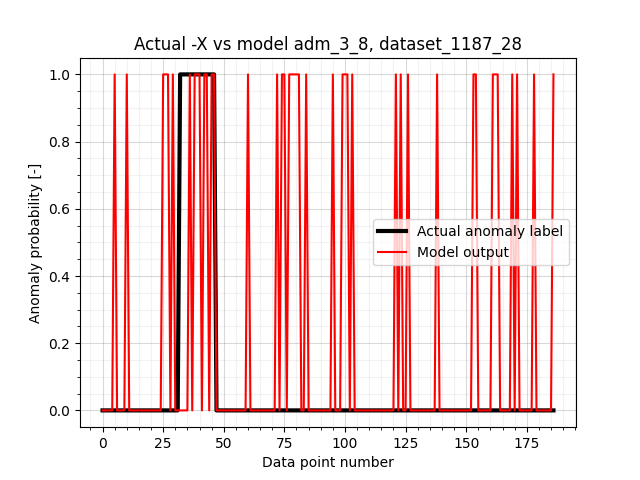 Actual -X vs model adm_3_8, dataset_1187_28
Anomaly probability [-]
1.0
0.8
0.6
0.4
0.2
0.0
Actual anomaly label
Model output
0 25 50 75 100 125 150 175
Data point number